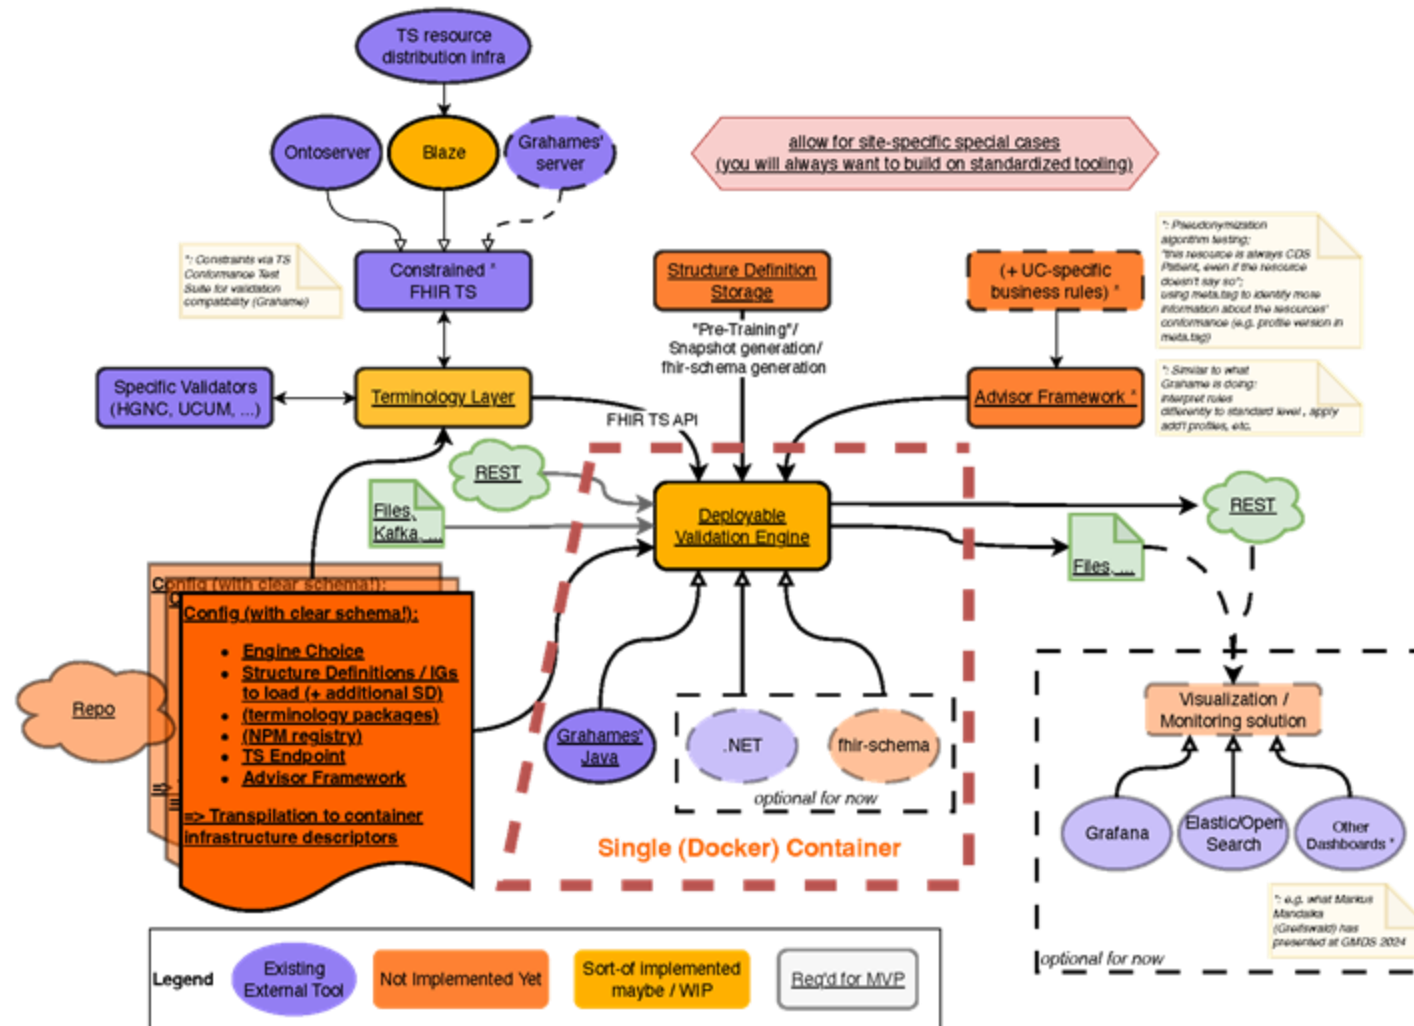 TS resource
distribution infra
Ontoserver
Blaze
Grahames'
server
allow for site-specific special cases
(you will always want to build on standardized tooling)
*: Constraints via TS
Conformance Test
Suite for validation
compatibility (Grahame)
Constrained *
FHIR TS
Structure Definition
Storage
(+ UC-specific
business rules) *
*: Pseudonymization
algorithm testing;
"this resource is always CDS
Patient, even if the resource
doesn't say so";
using meta.tag to identify more
information about the resources'
conformance (e.g. profile version in
meta.tag)
"Pre-Training"/
Snapshot generation/
fhir-schema generation
Specific Validators
(HGNC, UCUM, ...)
Terminology Layer
FHIR TS API
Advisor Framework *
*: Similar to what
Grahame is doing:
interpret rules
differently to standard level , apply
add'l profiles, etc.
REST
Files,
Kafka, ...
Deployable
Validation Engine
REST
Files, ...
Config (with clear schema!):
Config (with clear schema!):
• Engine Choice
• Structure Definitions / IGs
to load (+ additional SD)
• (terminology packages)
• (NPM registry)
• TS Endpoint
• Advisor Framework
=> Transpilation to container
infrastructure descriptors
Repo
=>
=
Grahames'
Java
.NET
fhir-schema
optional for now
Single (Docker) Container
Visualization /
Monitoring solution
Grafana
Elastic/Open
Search
Other
Dashboards *
*: e.g. what Markus
(Greifswald) has
presented at GMDS 2024
optional for now
Legend
Existing
External Tool
Not Implemented Yet
Sort-of implemented
maybe / WIP
Req'd for MVP